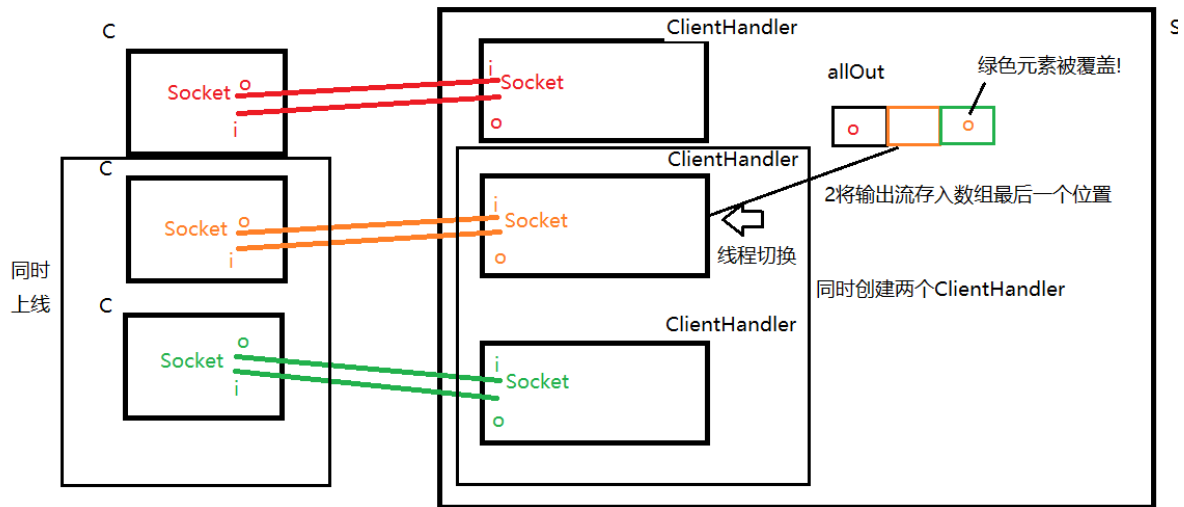 C
Socket
o
i
C
Socket
o
i
C
Socket
o
i
同时
上线
ClientHandler
i
Socket
o
ClientHandler
i
Socket
o
线程切换
ClientHandler
i
Socket
o
同时创建两个ClientHandler
allOut
o
o
绿色元素被覆盖!
2将输出流存入数组最后一个位置
S